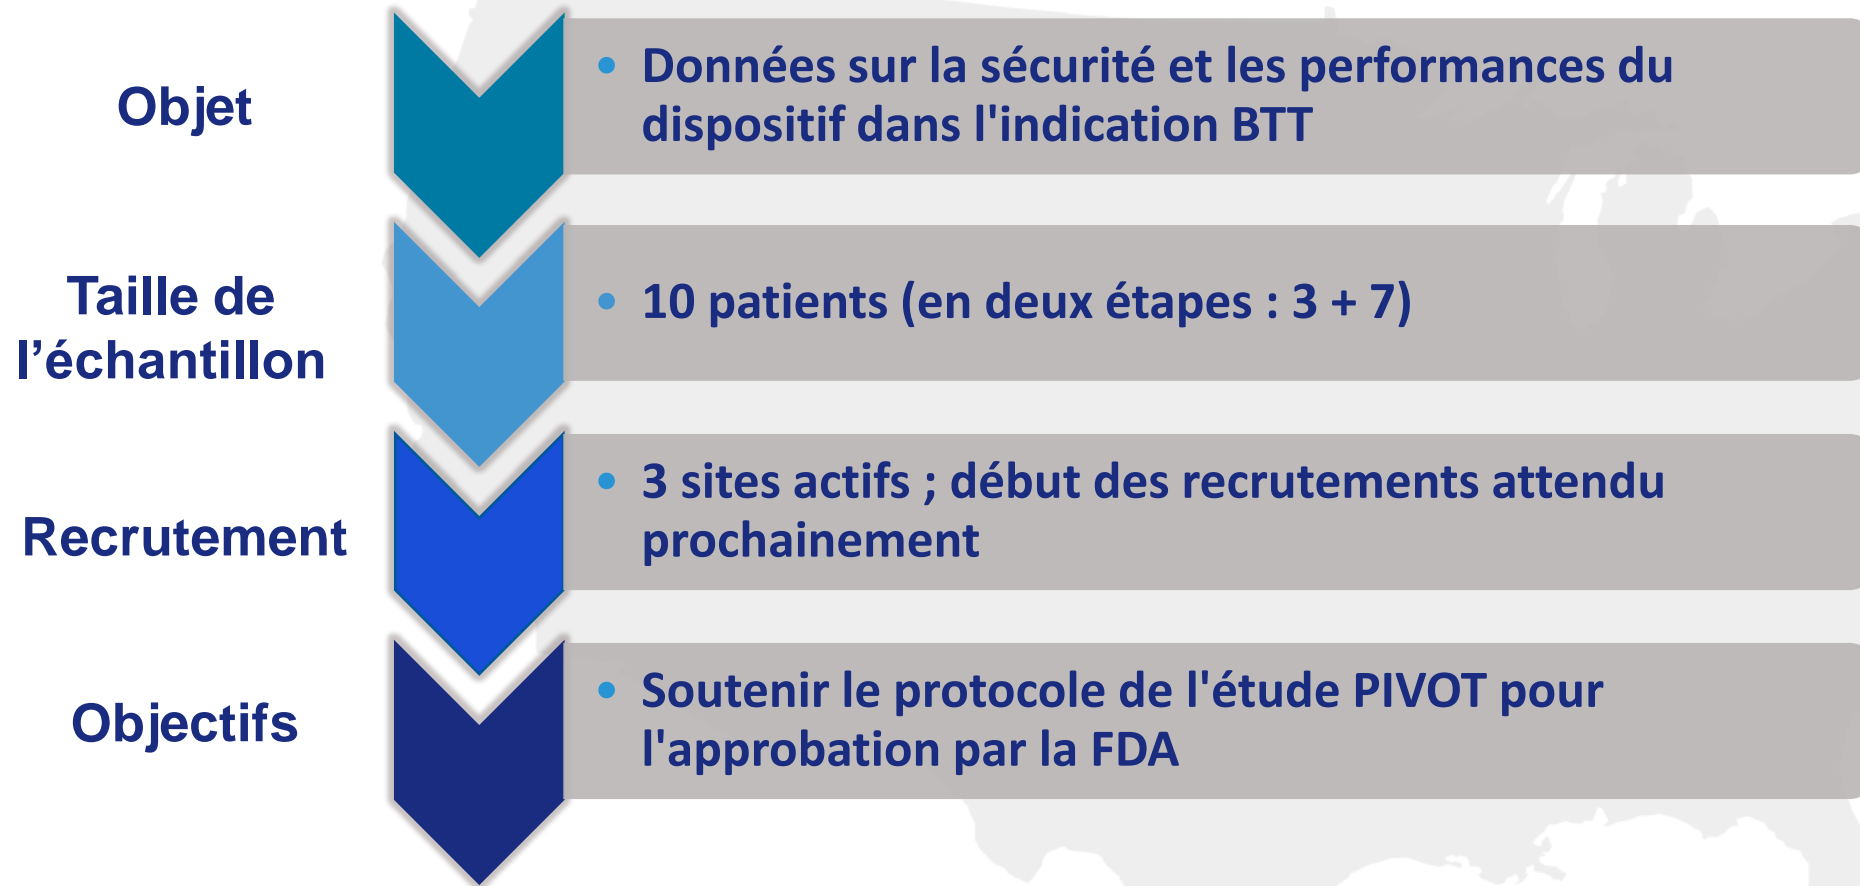 Objet
• Données sur la sécurité et les performances du
dispositif dans l'indication BTT
Taille de
l’échantillon
• 10 patients (en deux étapes : 3 + 7)
Recrutement
• 3 sites actifs ; début des recrutements attendu
prochainement
Objectifs
• Soutenir le protocole de l'étude PIVOT pour
l'approbation par la FDA